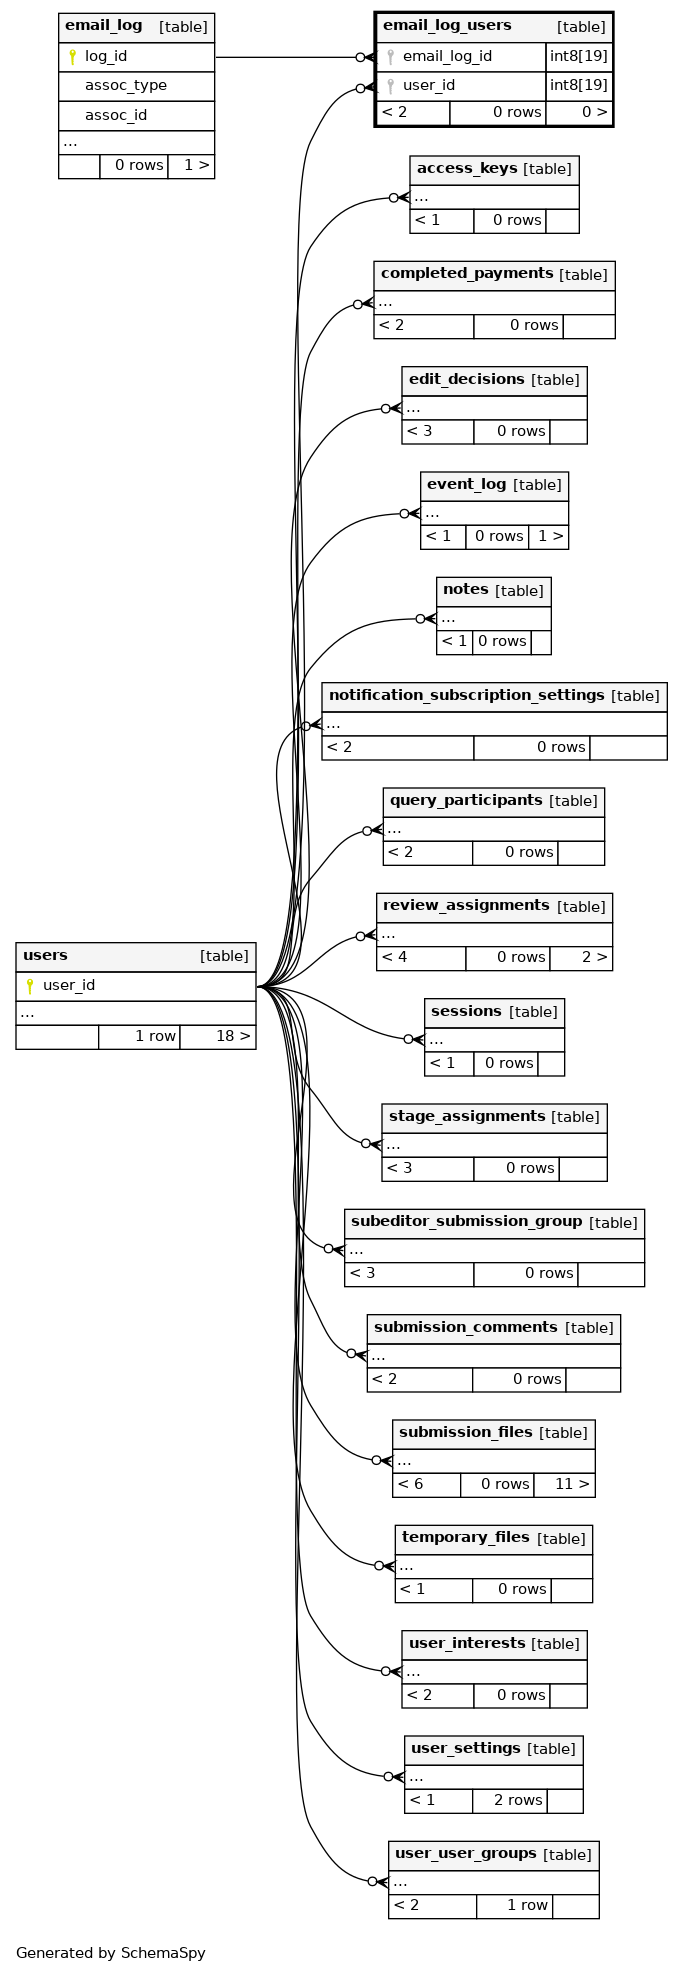 email_log [table]
log_id
assoc_type
assoc_id
...
0 rows 1 >
email_log_users [table]
email_log_id int8[19]
user_id int8[19]
< 2 0 rows 0 >
access_keys [table]
...
< 1 0 rows
completed_payments [table]
...
< 2 0 rows
edit_decisions [table]
...
< 3 0 rows
event_log [table]
...
< 1 0 rows 1 >
notes [table]
...
< 1 0 rows
notification_subscription_settings [table]
...
< 2 0 rows
query_participants [table]
...
< 2 0 rows
review_assignments [table]
...
< 4 0 rows 2 >
users [table]
user_id
...
1 row 18 >
sessions [table]
...
< 1 0 rows
stage_assignments [table]
...
< 3 0 rows
subeditor_submission_group [table]
...
< 3 0 rows
submission_comments [table]
...
< 2 0 rows
submission_files [table]
...
< 6 0 rows 11 >
temporary_files [table]
...
< 1 0 rows
user_interests [table]
...
< 2 0 rows
user_settings [table]
...
< 1 2 rows
user_user_groups [table]
...
< 2 1 row
Generated by SchemaSpy